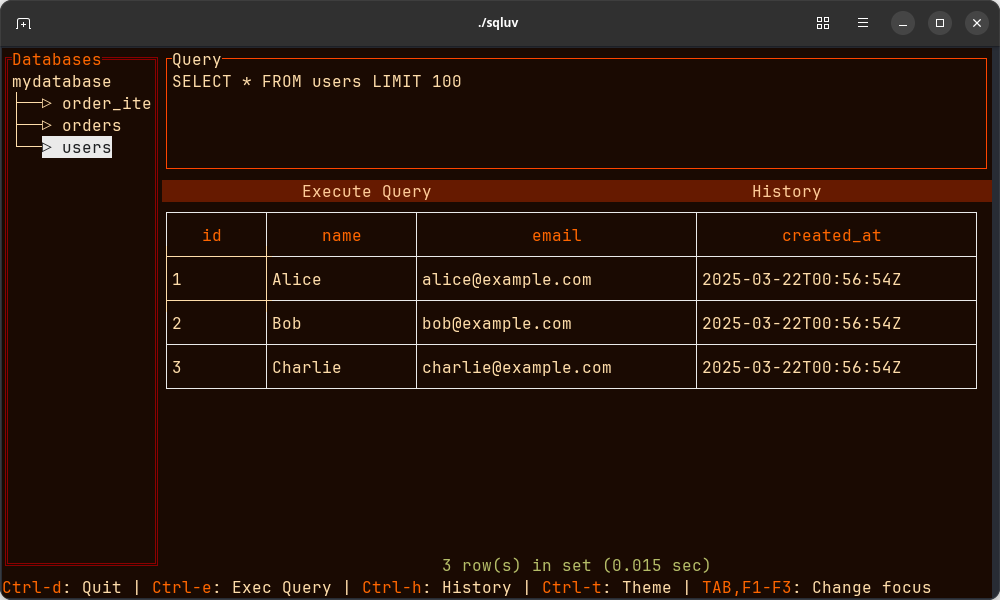 ./sqluv
Databases
mydatabase
order_ite
orders
users
Query
SELECT * FROM users LIMIT 100
Execute Query History
id name email created_at
1 Alice alice@example.com 2025-03-22T00:56:54Z
2 Bob bob@example.com 2025-03-22T00:56:54Z
3 Charlie charlie@example.com 2025-03-22T00:56:54Z
3 row(s) in set (0.015 sec)
Ctrl-d: Quit | Ctrl-e: Exec Query | Ctrl-h: History | Ctrl-t: Theme | TAB,F1-F3: Change focus